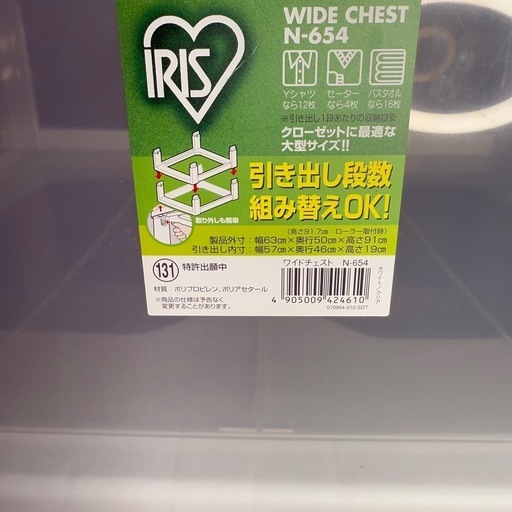 IRIS
WIDE CHEST
N-654
Yシャツ
なら12枚
セーター
なら4枚
バスタオル
なら16枚
※引き出し1段あたりの収納目安
クローゼットに最適な
大型サイズ!!
引き出し段数
組み替えOK!
取り外しも簡単
(高さ91.7cm:ローラー取付時)
製品外寸:幅63cm×奥行50cm×高さ91cm
引き出し内寸:幅57cm×奥行46cm×高さ19cm
131 特許出願中
ワイドチェスト N-654
材質:ポリプロピレン、ポリアセタール
※商品の仕様は予告なく
変更することがあります。
4 905009 424610
070904-010-SDT
ホワイト/クリア